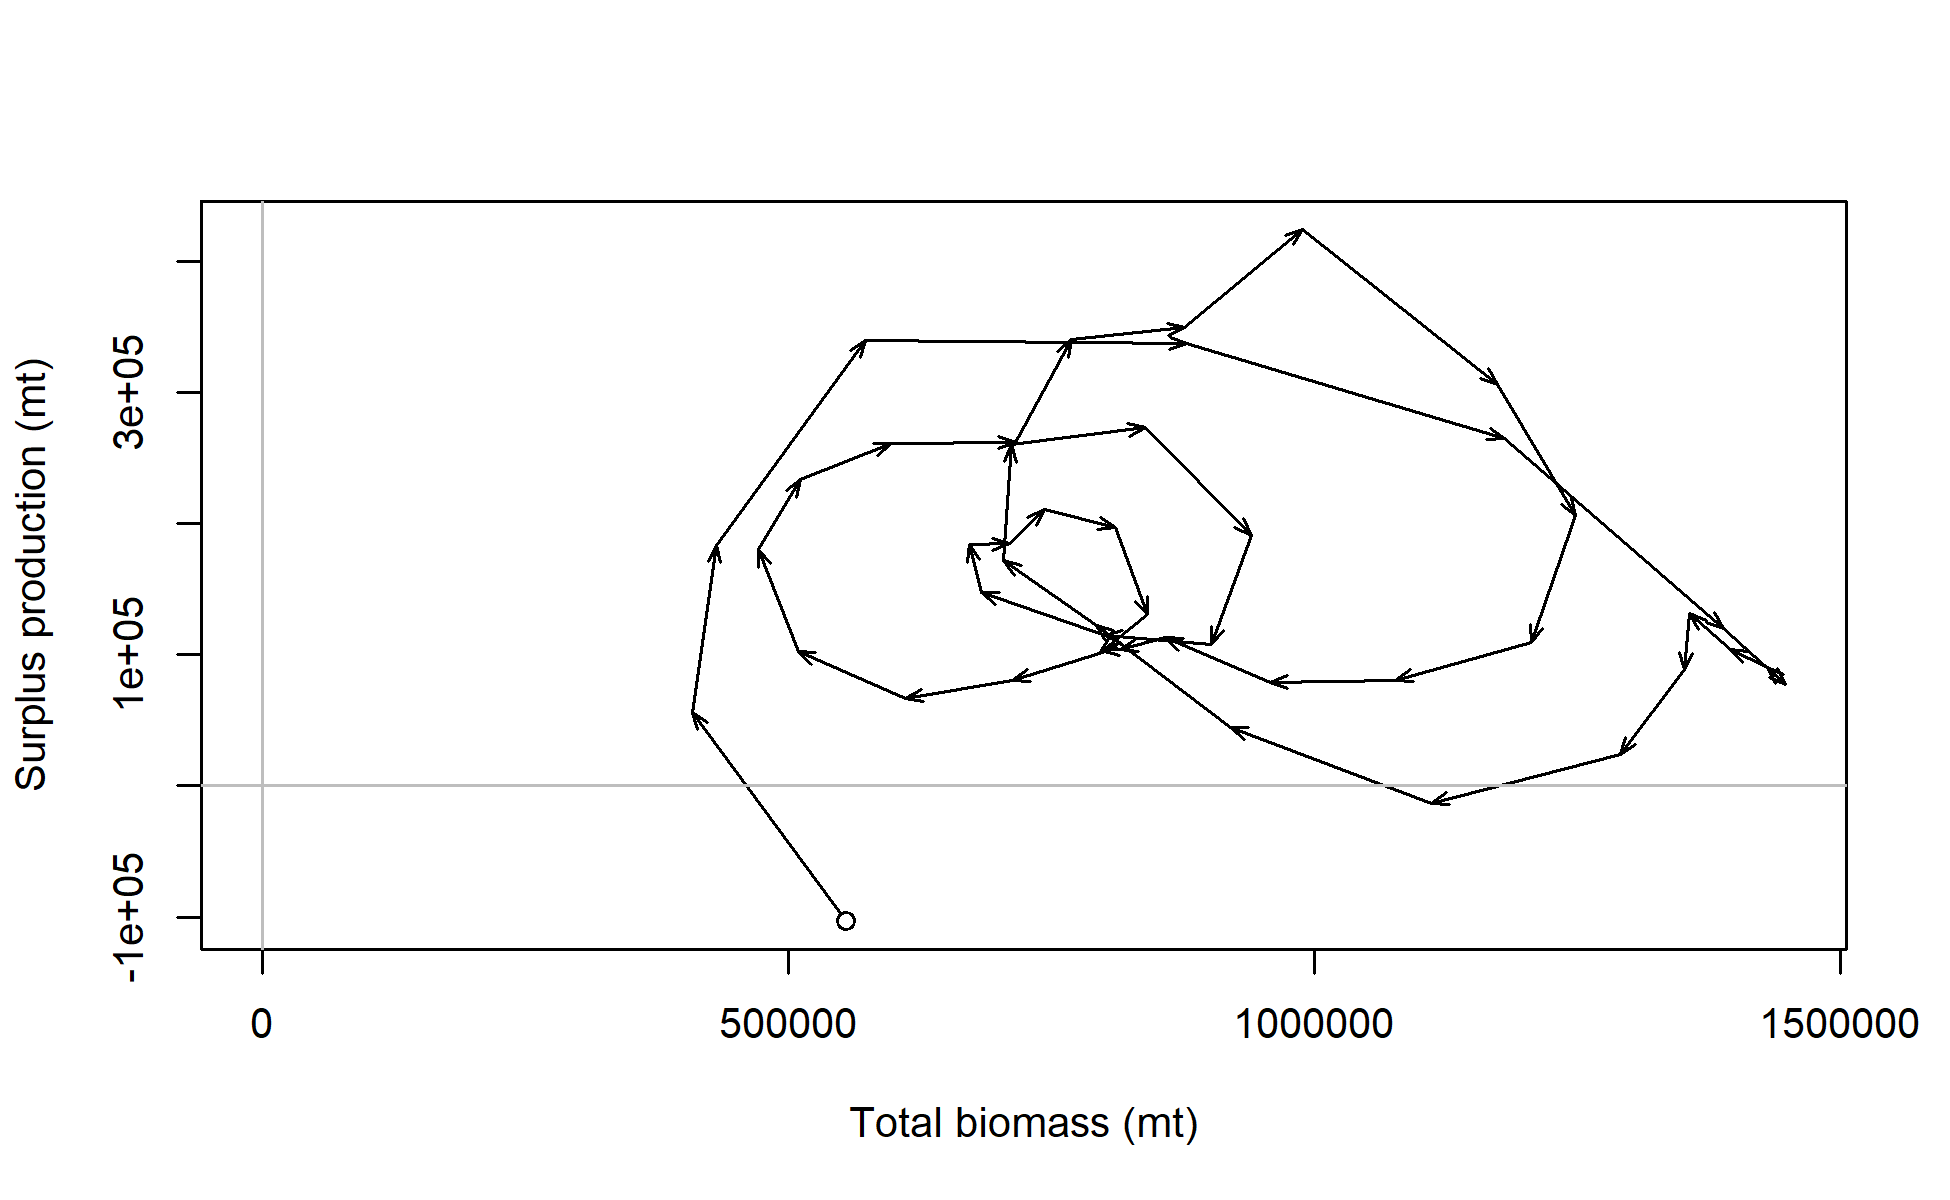 Surplus production (mt)
3e+05
1e+05
-1e+05
0
500000
1000000
1500000
Total biomass (mt)